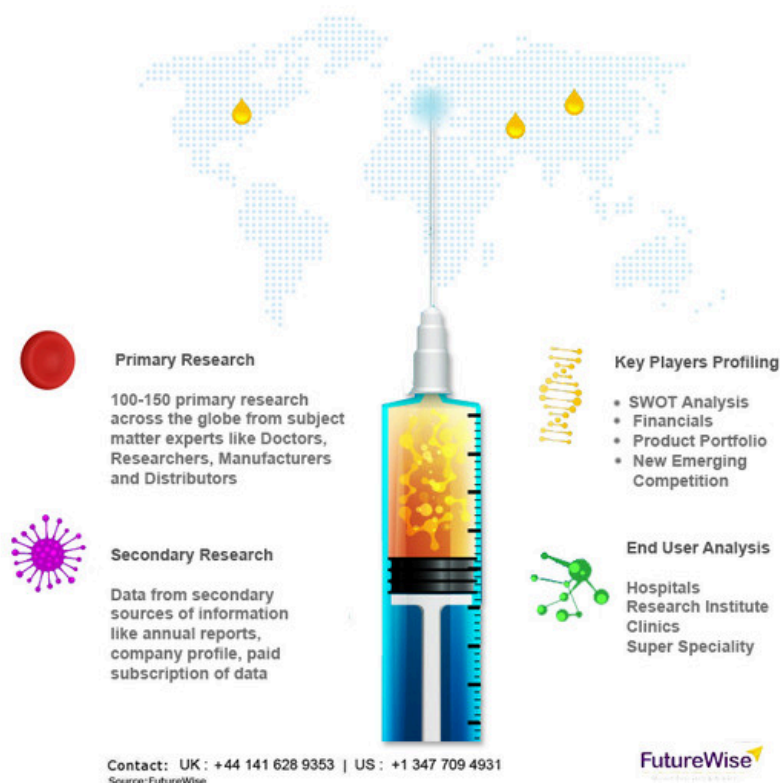 Primary Research
100-150 primary research
across the globe from subject
matter experts like Doctors,
Researchers, Manufacturers
and Distributors
Secondary Research
Data from secondary
sources of information
like annual reports,
company profile, paid
subscription of data
Key Players Profiling
• SWOT Analysis
• Financials
• Product Portfolio
• New Emerging
Competition
End User Analysis
Hospitals
Research Institute
Clinics
Super Speciality
Contact: UK : +44 141 628 9353 | US : +1 347 709 4931
Source:FutureWise
FutureWise